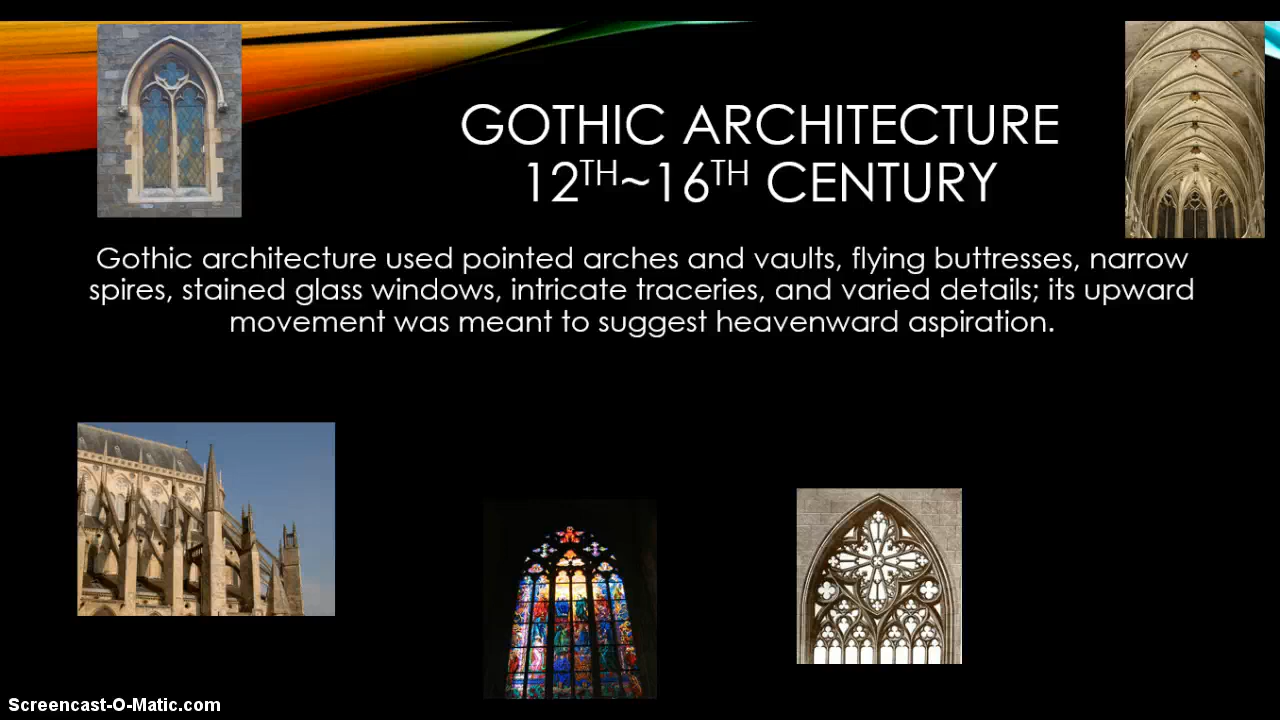 GOTHIC ARCHITECTURE
12TH~16TH CENTURY
Gothic architecture used pointed arches and vaults, flying buttresses, narrow
spires, stained glass windows, intricate traceries, and varied details; its upward
movement was meant to suggest heavenward aspiration.
Screencast-O-Matic.com